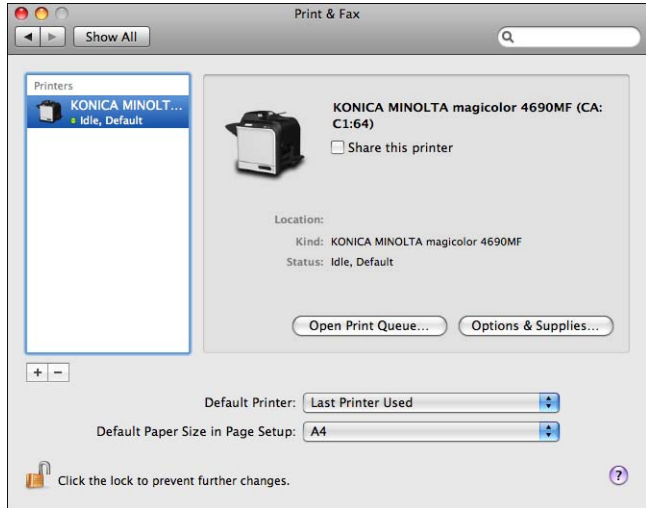 Print & Fax
Show All
Printers
KONICA MINOLT...
Idle, Default
KONICA MINOLTA magicolor 4690MF (CA:
C1:64)
Share this printer
Location:
Kind: KONICA MINOLTA magicolor 4690MF
Status: Idle, Default
Open Print Queue...
Options & Supplies...
+ −
Default Printer: Last Printer Used
Default Paper Size in Page Setup: A4
Click the lock to prevent further changes.
?